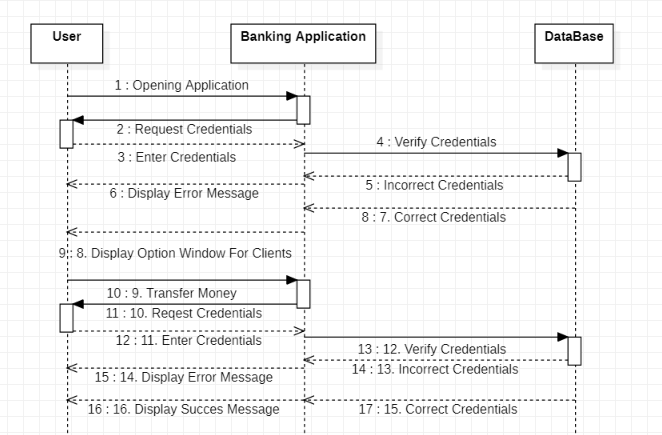 User
Banking Application
DataBase
1 : Opening Application
2 : Request Credentials
4 : Verify Credentials
3 : Enter Credentials
5 : Incorrect Credentials
6 : Display Error Message
8 : 7. Correct Credentials
9 : 8. Display Option Window For Clients
10 : 9. Transfer Money
11 : 10. Reqest Credentials
12 : 11. Enter Credentials
13 : 12. Verify Credentials
14 : 13. Incorrect Credentials
15 : 14. Display Error Message
16 : 16. Display Succes Message
17 : 15. Correct Credentials